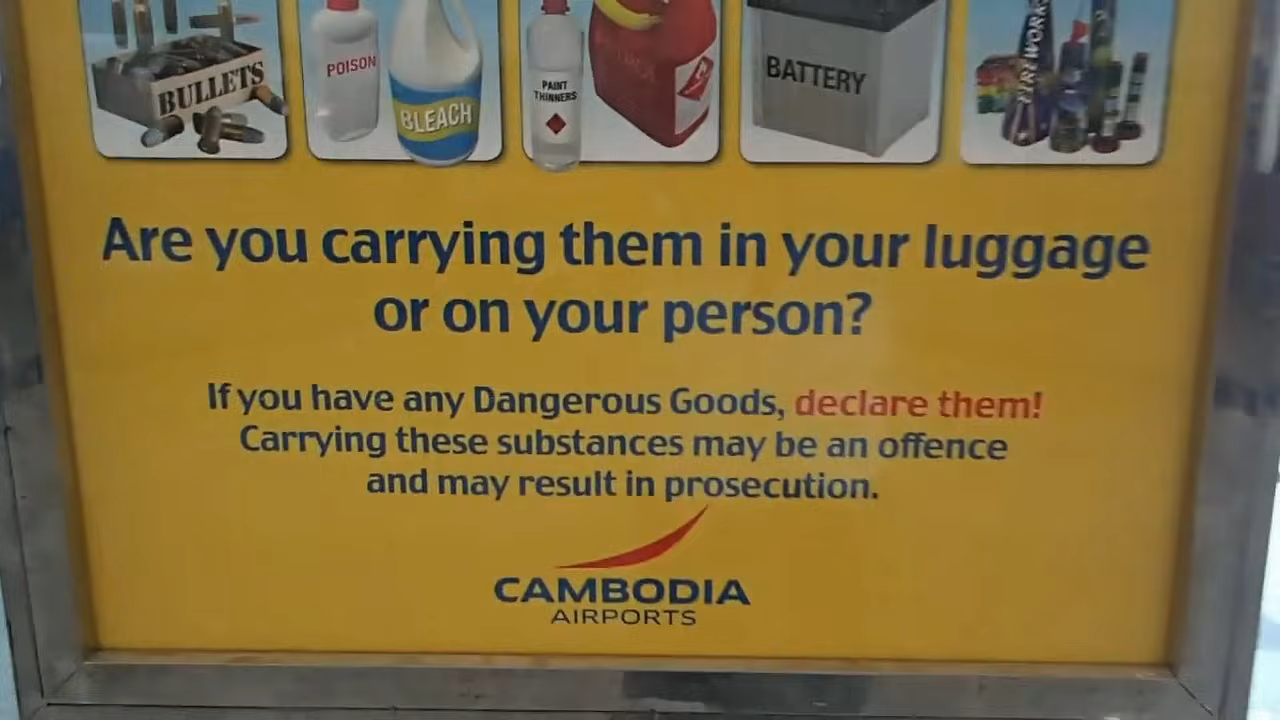 BULLETS
POISON
BLEACH
PAINT
THINNERS
BATTERY
FIREWORKS
Are you carrying them in your luggage
or on your person?
If you have any Dangerous Goods, declare them!
Carrying these substances may be an offence
and may result in prosecution.
CAMBODIA
AIRPORTS